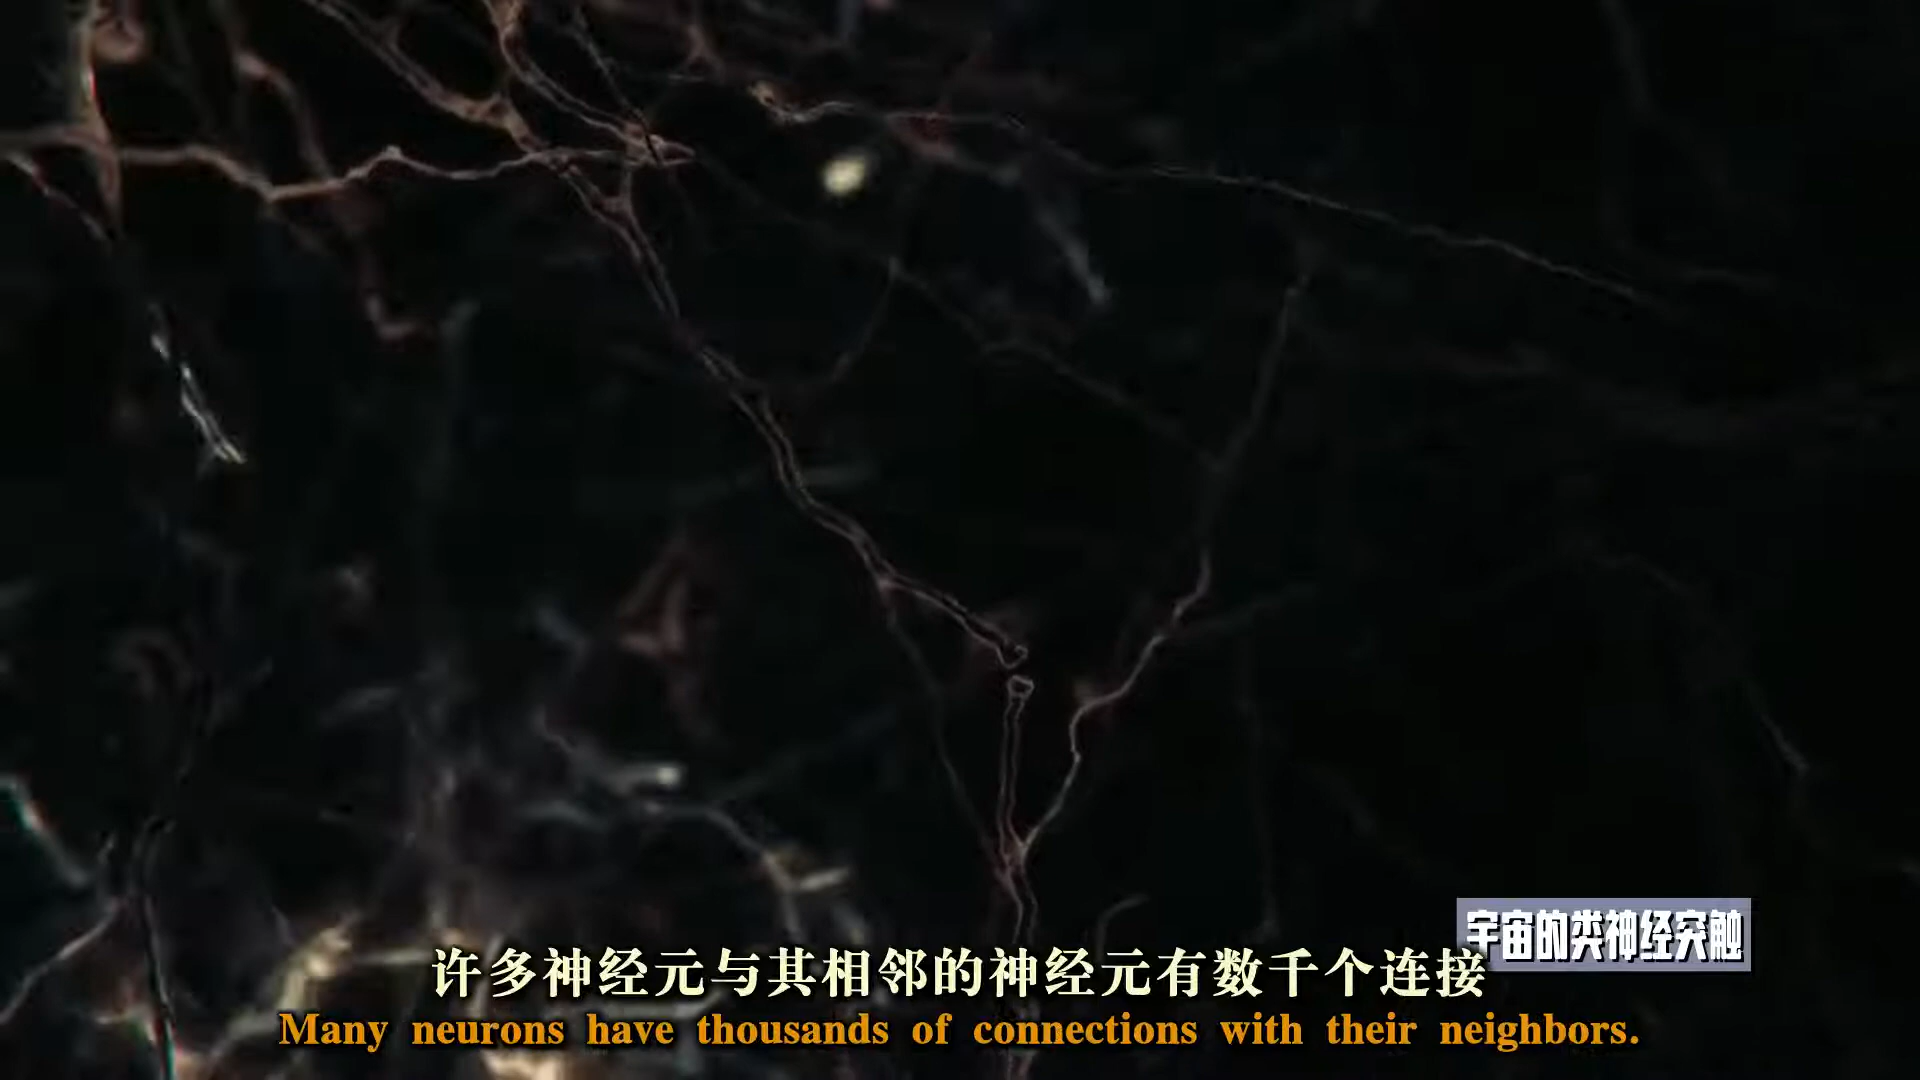 宇宙的类神经突触
许多神经元与其相邻的神经元有数千个连接
Many neurons have thousands of connections with their neighbors.